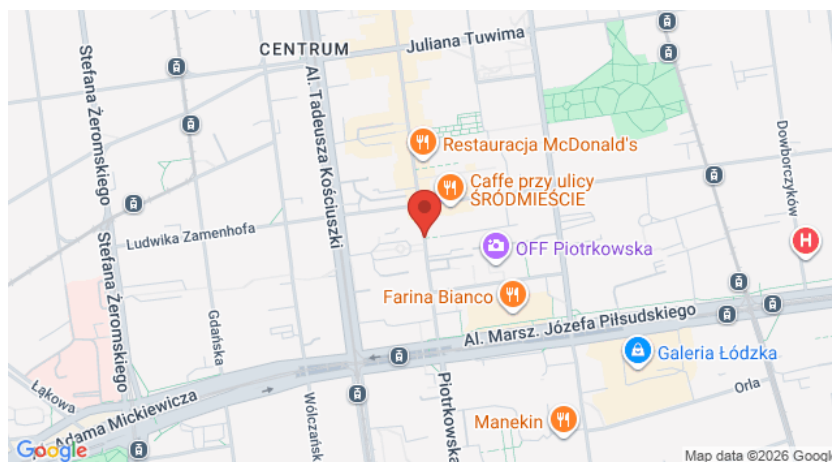 CENTRUM
Juliana Tuwima
Stefana Żeromskiego
Al. Tadeusza Kościuszki
Restauracja McDonald's
Dowborczyków
Caffe przy ulicy
ŚRÓDMIEŚCIE
Ludwika Zamenhofa
OFF Piotrkowska
H
Stefana Żeromskiego
Farina Bianco
Gdańska
Al. Marsz. Józefa Piłsudskiego
Galeria Łódzka
Łąkowa
Adama Mickiewicza
Wólczańsk
Piotrkowska
Orla
Manekin
Google
Map data ©2026 Google